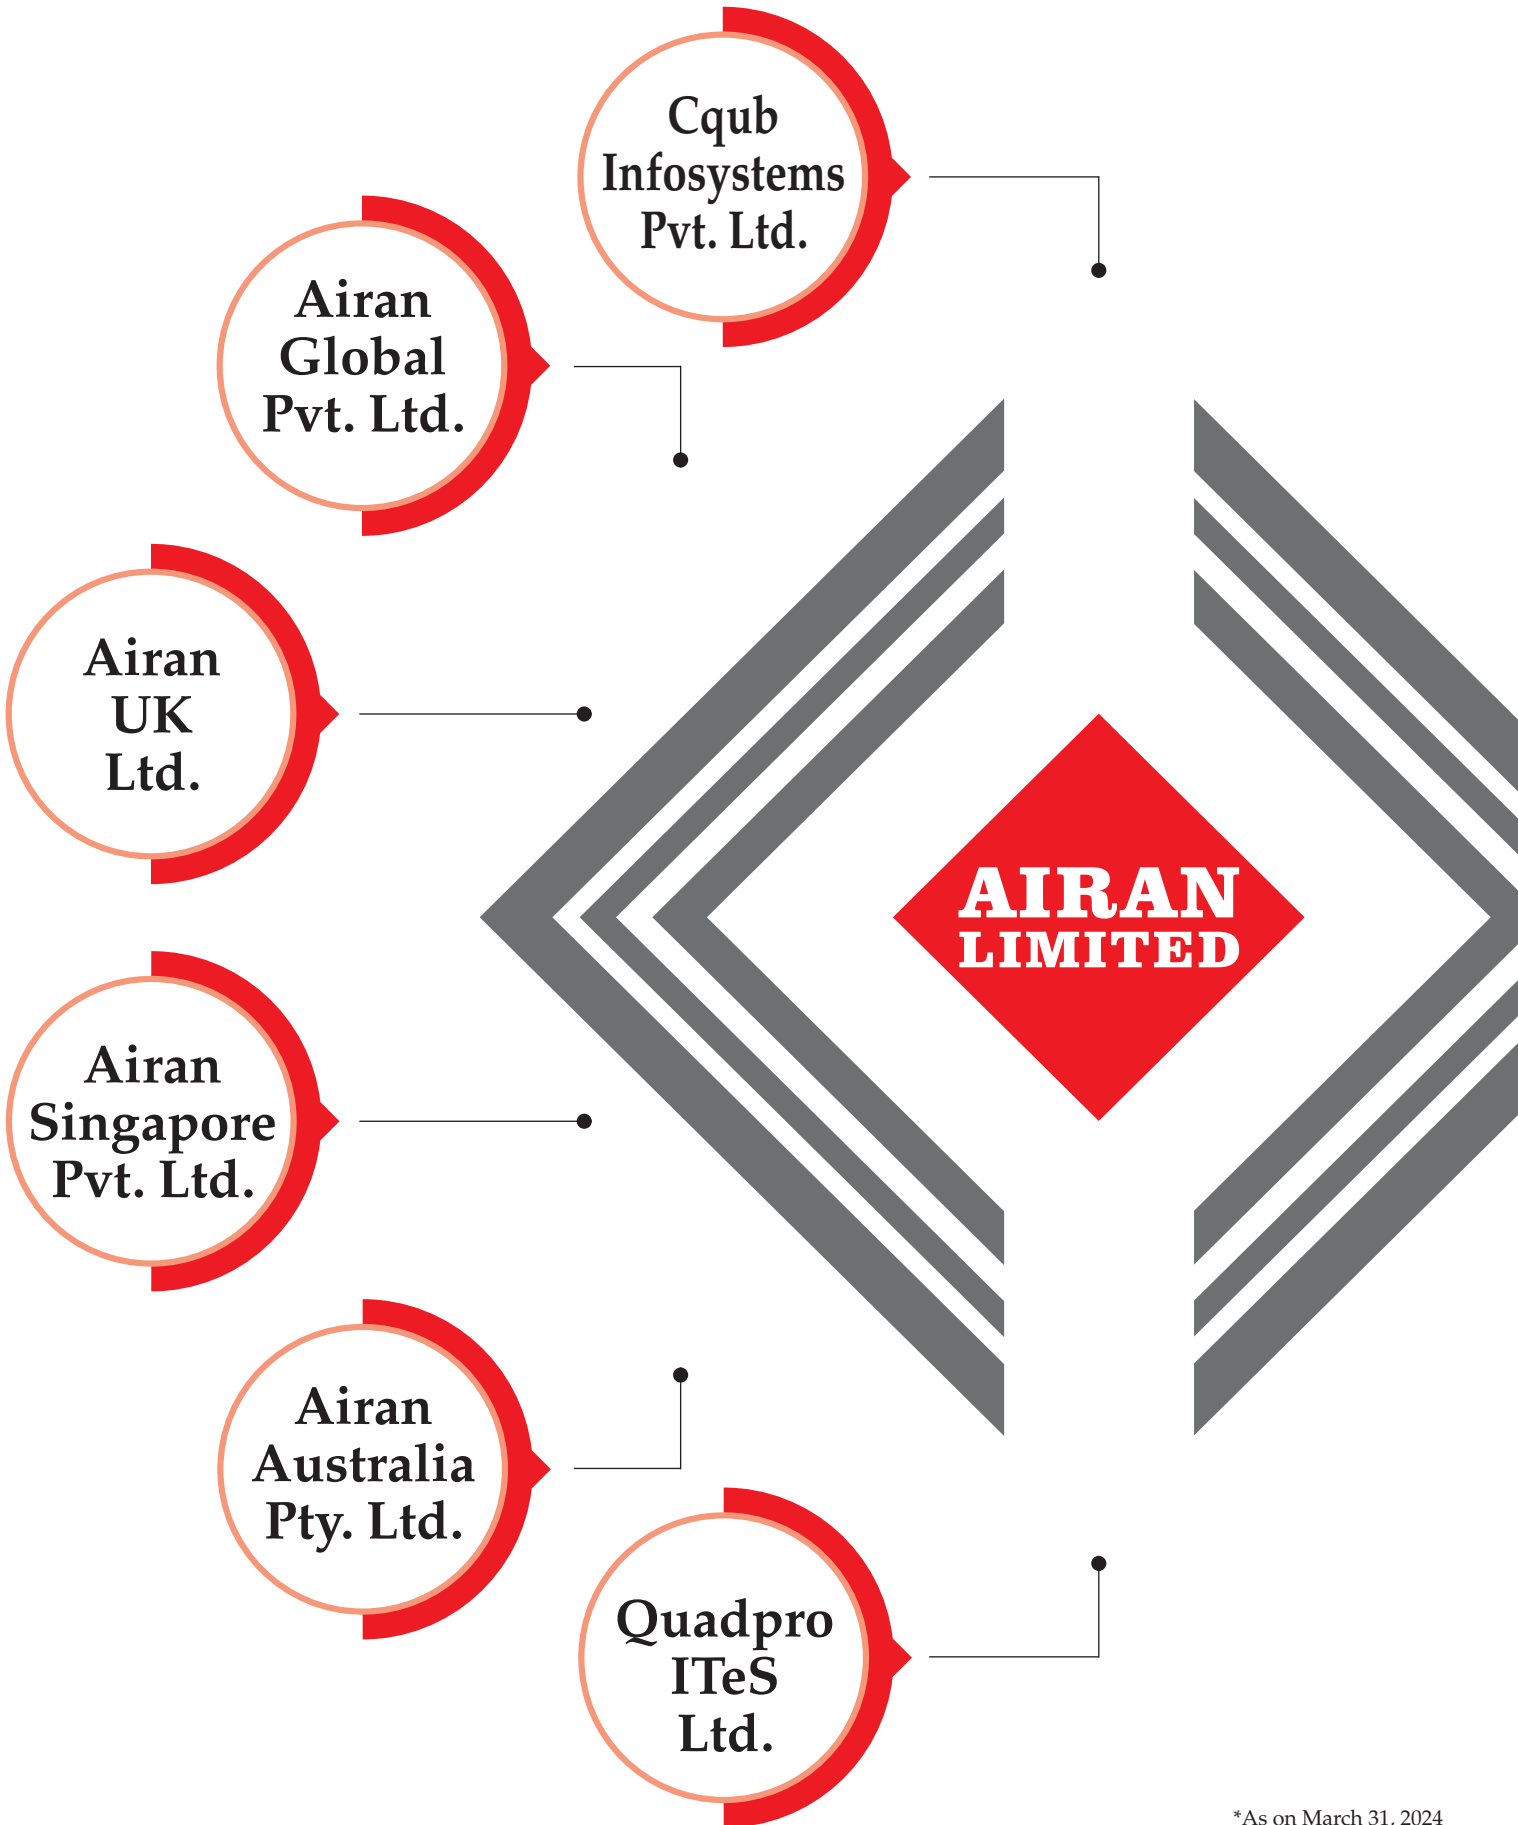 Cqub
Infosystems
Pvt. Ltd.
Airan
Global
Pvt. Ltd.
Airan
UK
Ltd.
AIRAN
LIMITED
Airan
Singapore
Pvt. Ltd.
Airan
Australia
Pty. Ltd.
Quadpro
ITeS
Ltd.
*As on March 31, 2024